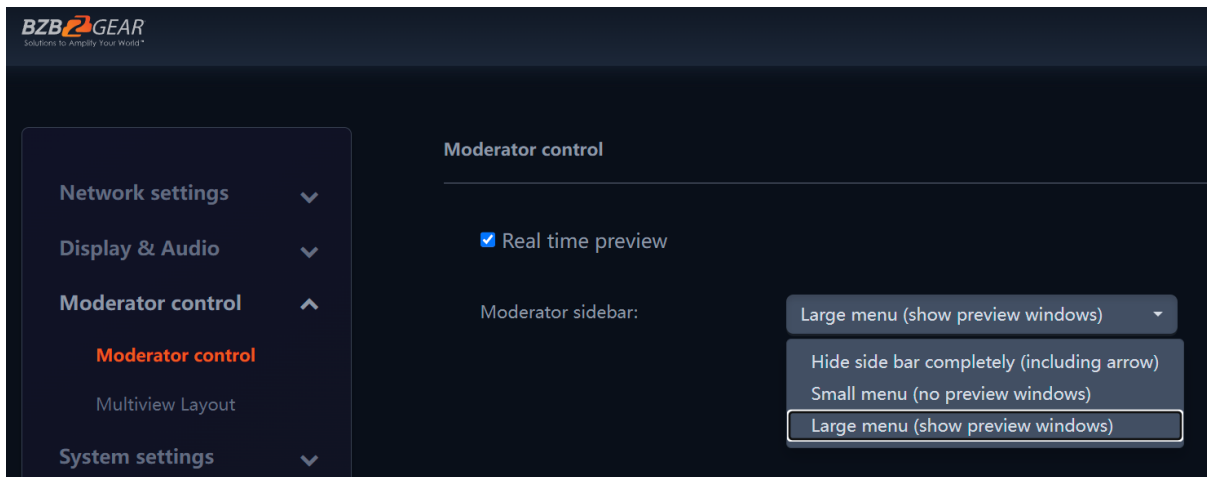 BZB GEAR
Solutions to Amplify Your World™
Moderator control
Network settings
Display & Audio
Moderator control
Moderator control
Multiview Layout
System settings
Real time preview
Moderator sidebar:
Large menu (show preview windows)
Hide side bar completely (including arrow)
Small menu (no preview windows)
Large menu (show preview windows)